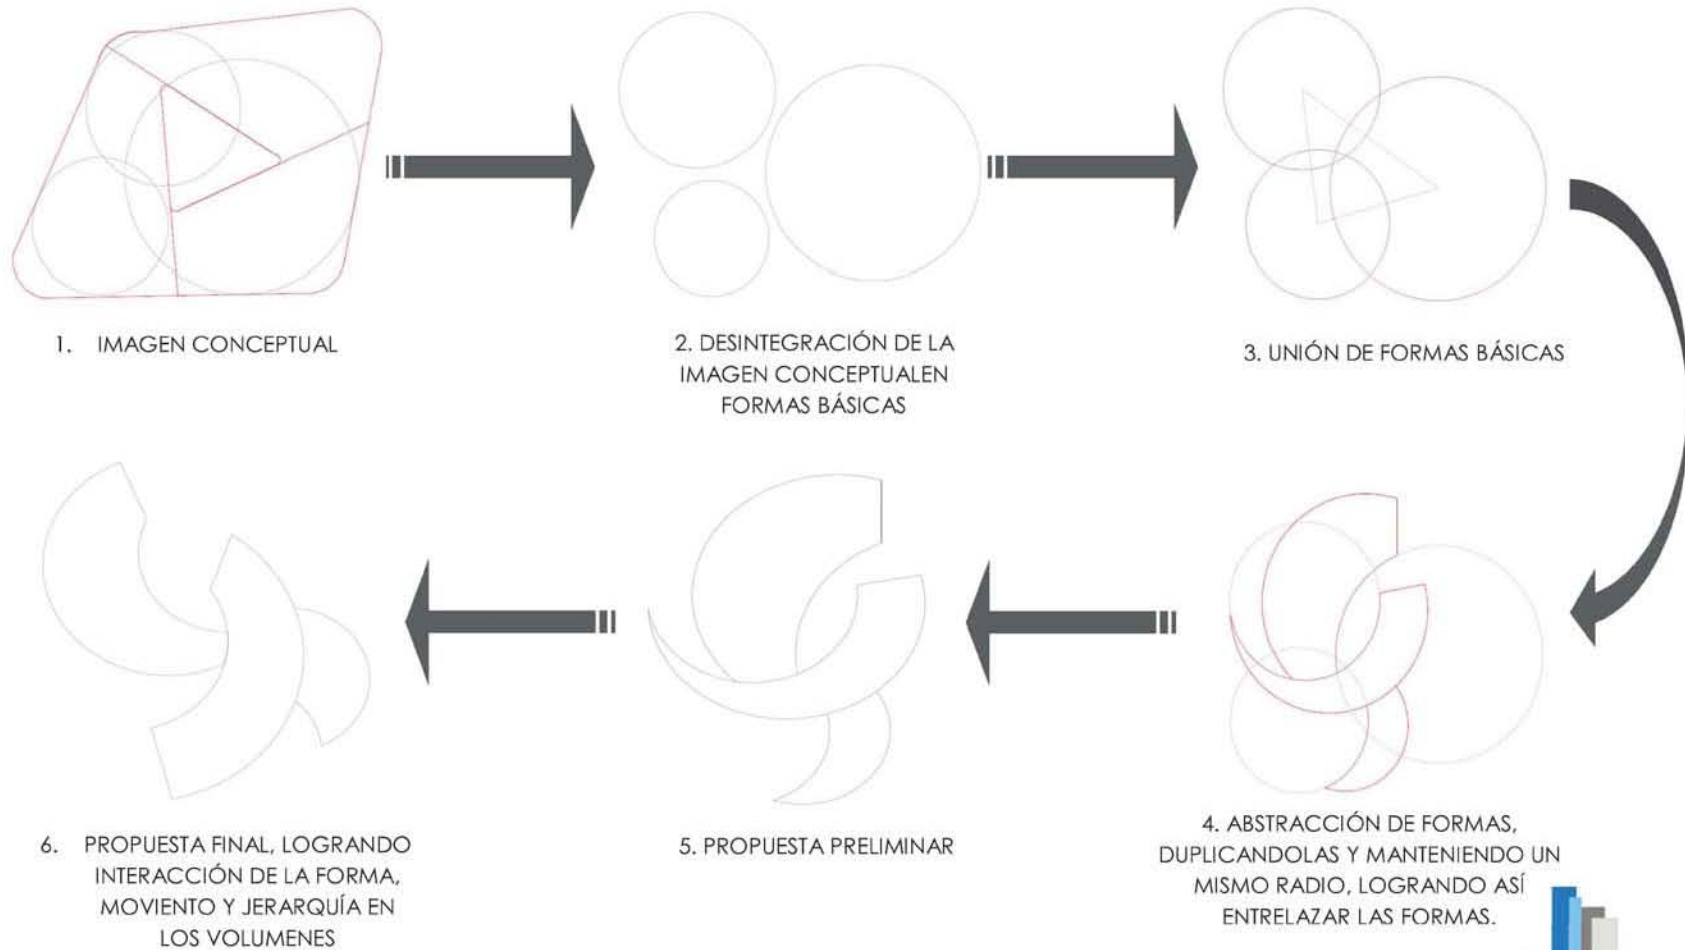 1. IMAGEN CONCEPTUAL
2. DESINTEGRACIÓN DE LA
IMAGEN CONCEPTUALEN
FORMAS BÁSICAS
3. UNIÓN DE FORMAS BÁSICAS
4. ABSTRACCIÓN DE FORMAS,
DUPLICANDOLAS Y MANTENIENDO UN
MISMO RADIO, LOGRANDO ASÍ
ENTRELAZAR LAS FORMAS.
5. PROPUESTA PRELIMINAR
6. PROPUESTA FINAL, LOGRANDO
INTERACCIÓN DE LA FORMA,
MOVIENTO Y JERARQUÍA EN
LOS VOLUMENES